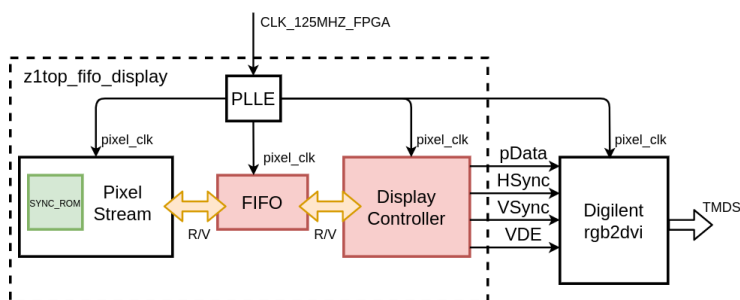 CLK_125MHZ_FPGA
z1top_fifo_display
PLLE
pixel_clk
pixel_clk
pixel_clk
pixel_clk
SYNC_ROM
Pixel
Stream
R/V
FIFO
R/V
Display
Controller
pData
HSync
VSync
VDE
Digilent
rgb2dvi
TMDS